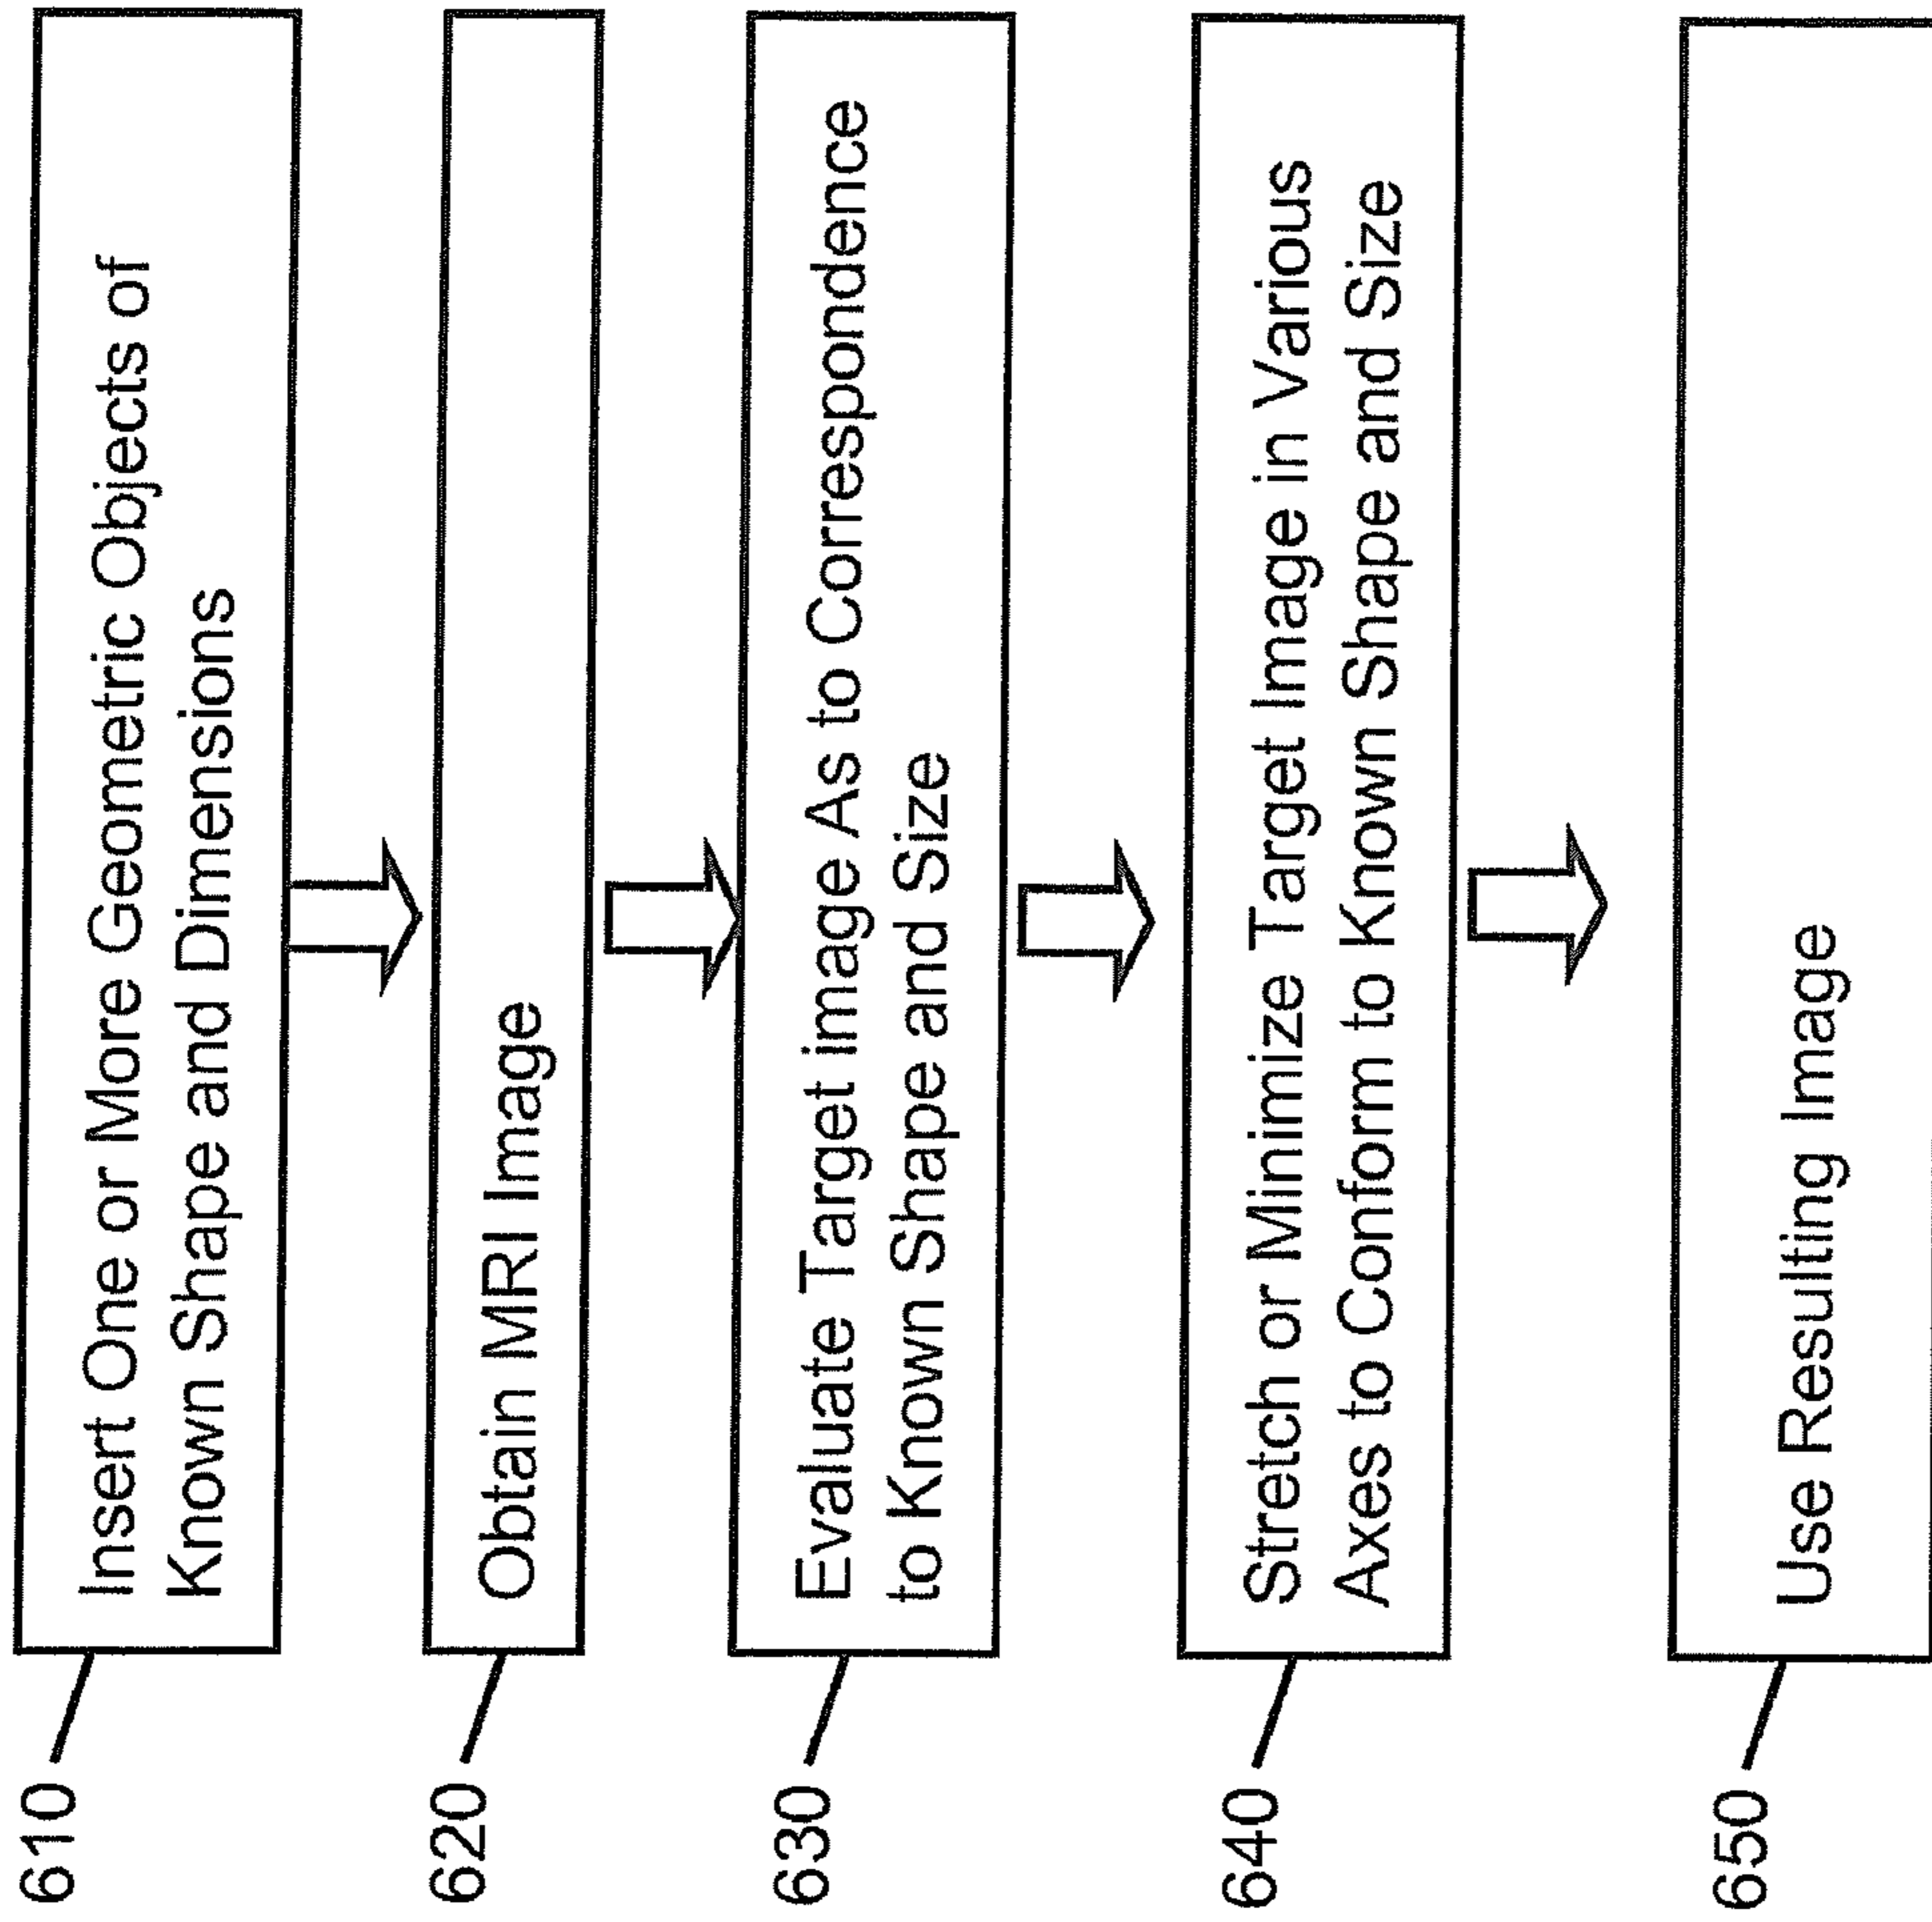 610
Insert One or More Geometric Objects of
Known Shape and Dimensions
620
Obtain MRI Image
630
Evaluate Target image As to Correspondence
to Known Shape and Size
640
Stretch or Minimize Target Image in Various
Axes to Conform to Known Shape and Size
650
Use Resulting Image